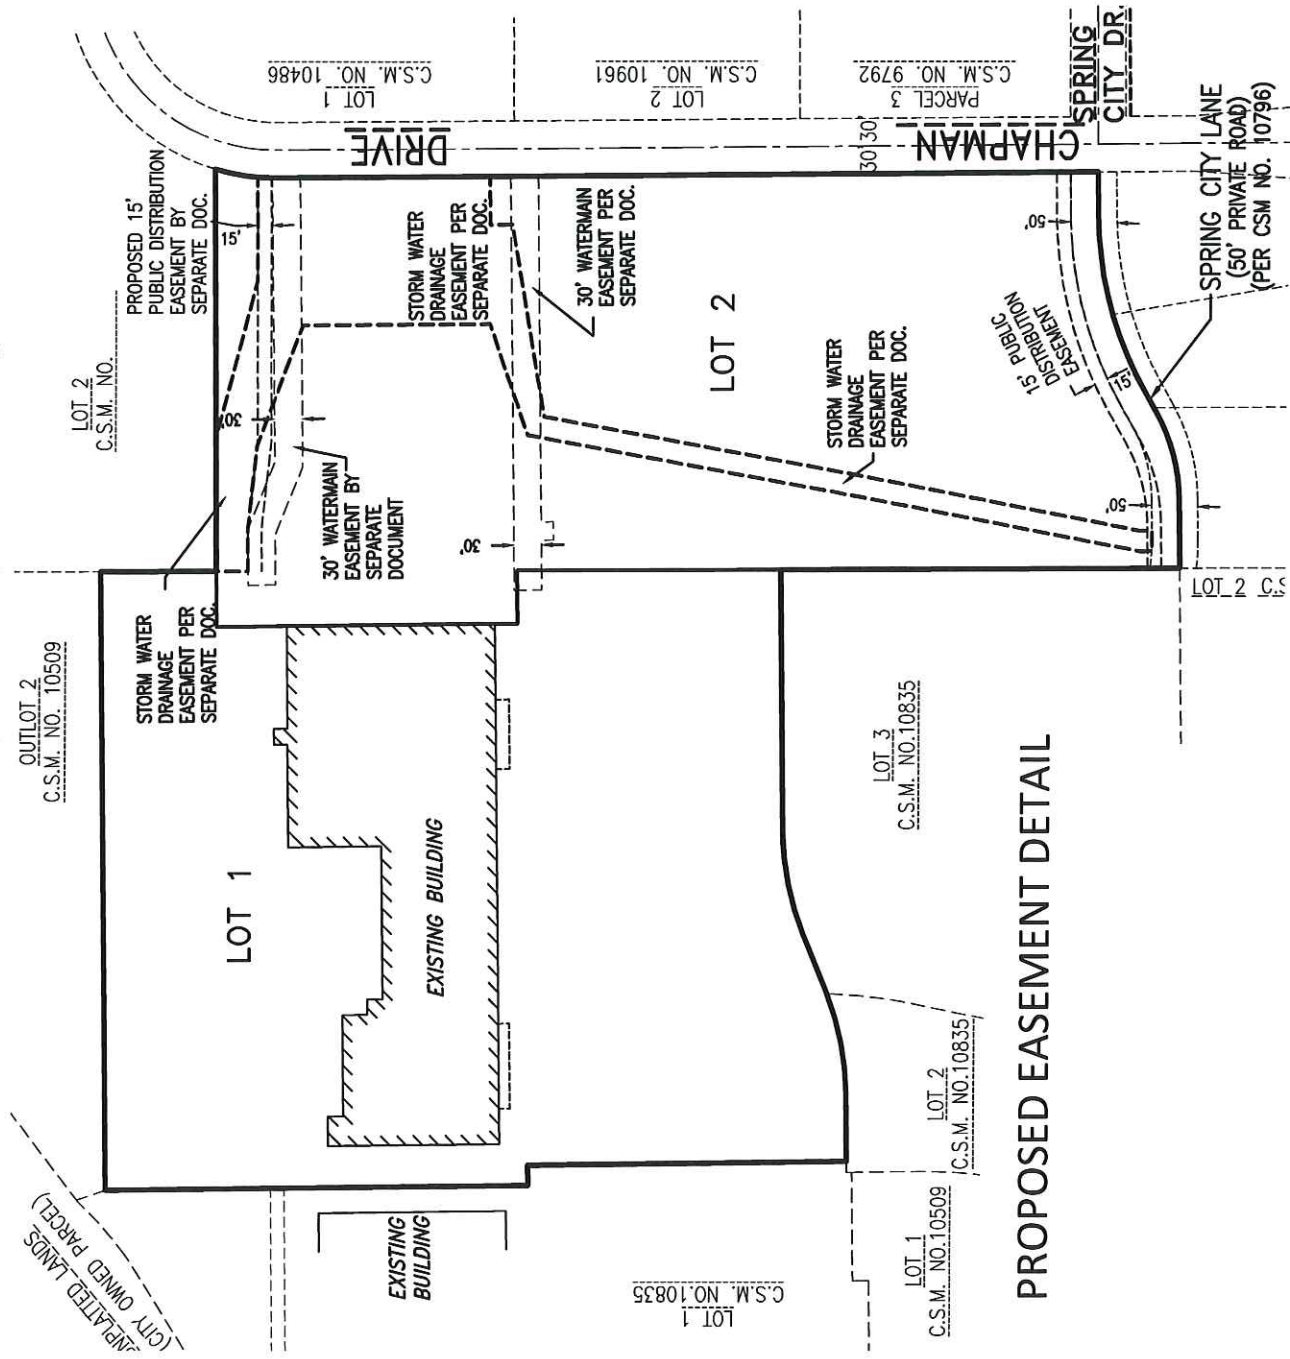 OUTLOT 2
C.S.M. NO. 10509
LOT 2
C.S.M. NO.
PROPOSED 15'
PUBLIC DISTRIBUTION
EASEMENT BY
SEPARATE DOC.
15'
LOT 1
C.S.M. NO. 10486
LOT 2
C.S.M. NO. 10961
PARCEL 3
C.S.M. NO. 9792
DRIVE
CHAPMAN
30'
30'
SPRING
CITY DR.
SPRING CITY LANE
(50' PRIVATE ROAD)
(PER CSM NO. 10796)
STORM WATER
DRAINAGE
EASEMENT PER
SEPARATE DOC.
30' WATERMAIN
EASEMENT PER
SEPARATE DOC.
LOT 2
STORM WATER
DRAINAGE
EASEMENT PER
SEPARATE DOC.
15' PUBLIC
DISTRIBUTION
EASEMENT
15'
50'
50'
30'
30' WATERMAIN
EASEMENT BY
SEPARATE
DOCUMENT
30'
STORM WATER
DRAINAGE
EASEMENT PER
SEPARATE DOC.
LOT 1
EXISTING BUILDING
EXISTING
BUILDING
(CITY OWNED PARCEL)
LOT 1
C.S.M. NO.10835
LOT 1
C.S.M. NO.10509
LOT 2
C.S.M. NO.10835
LOT 3
C.S.M. NO.10835
LOT 2 C.S
PROPOSED EASEMENT DETAIL
NPLATTED LANDS